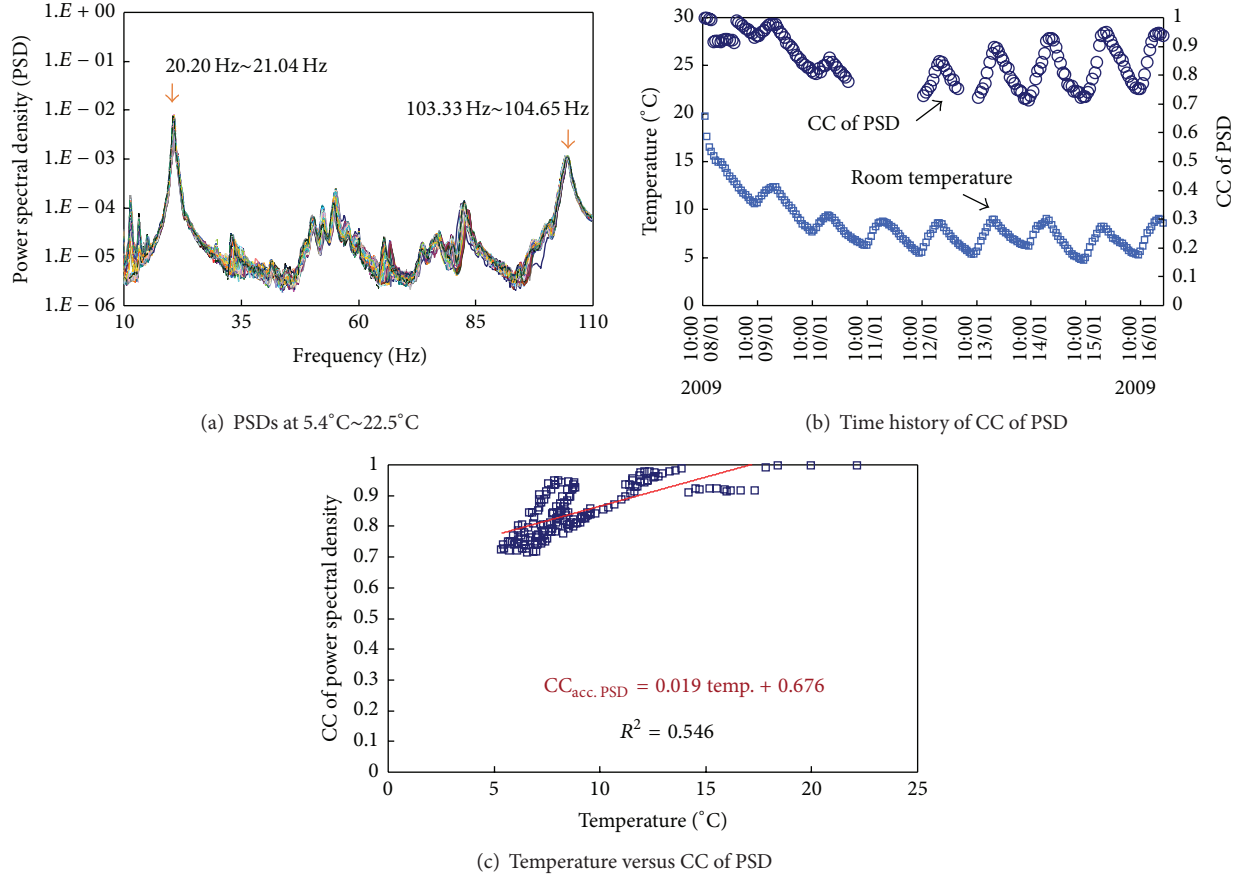 1.E + 00
1.E − 01
1.E − 02
1.E − 03
1.E − 04
1.E − 05
1.E − 06
Power spectral density (PSD)
20.20 Hz~21.04 Hz
103.33 Hz~104.65 Hz
10 35 60 85 110
Frequency (Hz)
(a) PSDs at 5.4°C~22.5°C
30
25
20
15
10
5
0
Temperature (°C)
CC of PSD
Room temperature
1
0.9
0.8
0.7
0.6
0.5
0.4
0.3
0.2
0.1
0
CC of PSD
10:00 08/01
10:00 09/01
10:00 10/01
10:00 11/01
10:00 12/01
10:00 13/01
10:00 14/01
10:00 15/01
10:00 16/01
2009 2009
(b) Time history of CC of PSD
1
0.9
0.8
0.7
0.6
0.5
0.4
0.3
0.2
0.1
0
CC of power spectral density
CCacc. PSD = 0.019 temp. + 0.676
R² = 0.546
0 5 10 15 20 25
Temperature (°C)
(c) Temperature versus CC of PSD